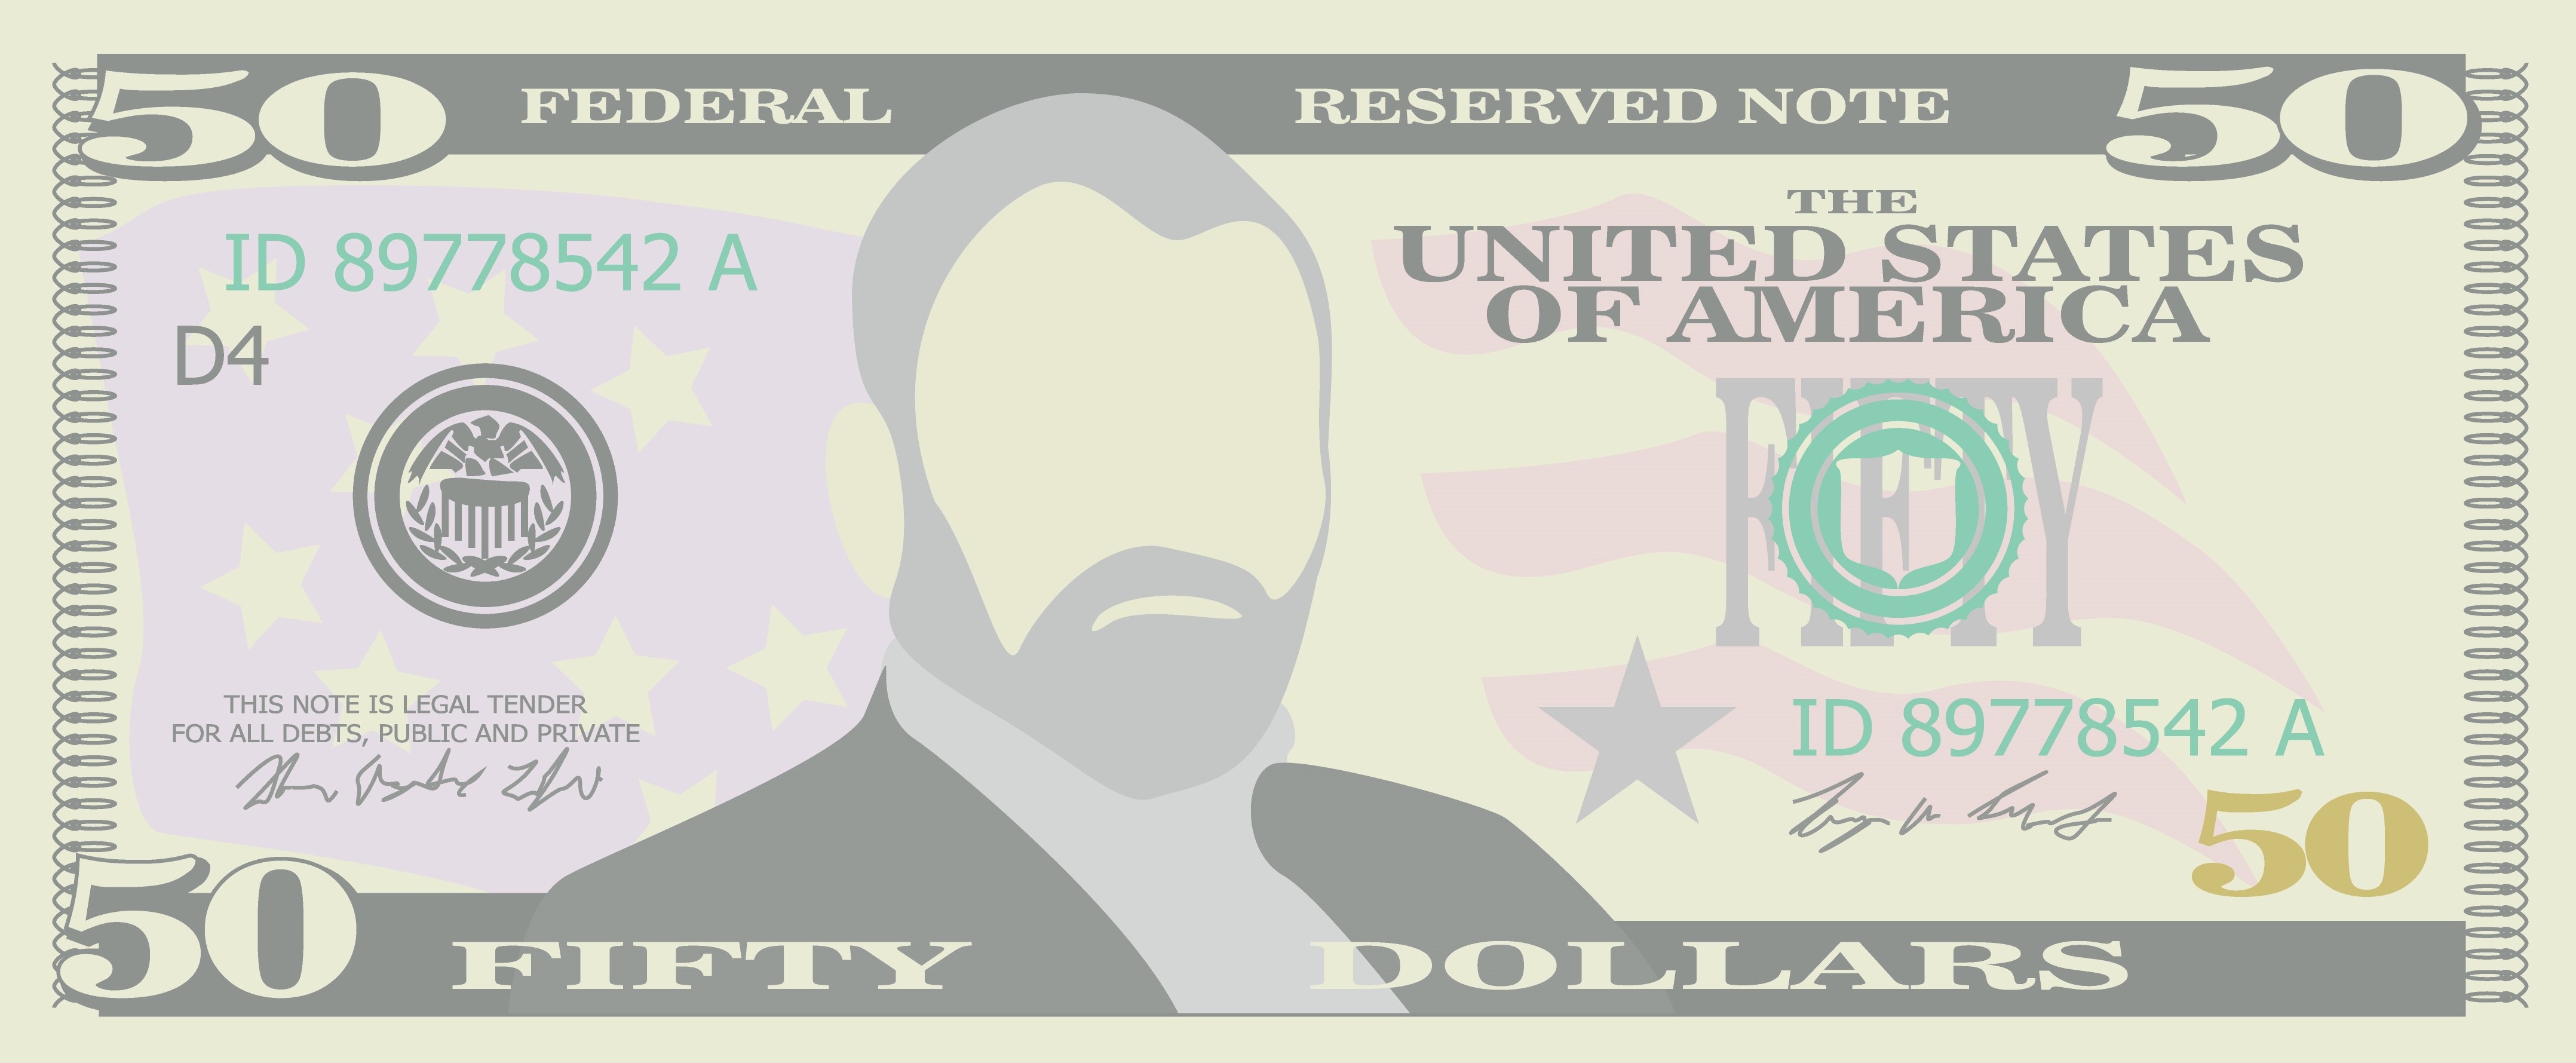 50 FEDERAL RESERVED NOTE 50
THE
UNITED STATES
OF AMERICA
ID 89778542 A
D4
FIFTY
THIS NOTE IS LEGAL TENDER
FOR ALL DEBTS, PUBLIC AND PRIVATE
ID 89778542 A
50
50 FIFTY DOLLARS